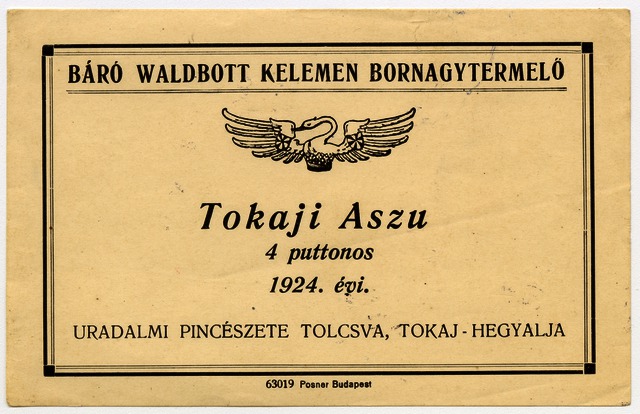 BÁRÓ WALDBOTT KELEMEN BORNAGYTERMELŐ
Tokaji Aszu
4 puttonos
1924. évi.
URADALMI PINCÉSZETE TOLCSVA, TOKAJ-HEGYALJA
63019 Posner Budapest